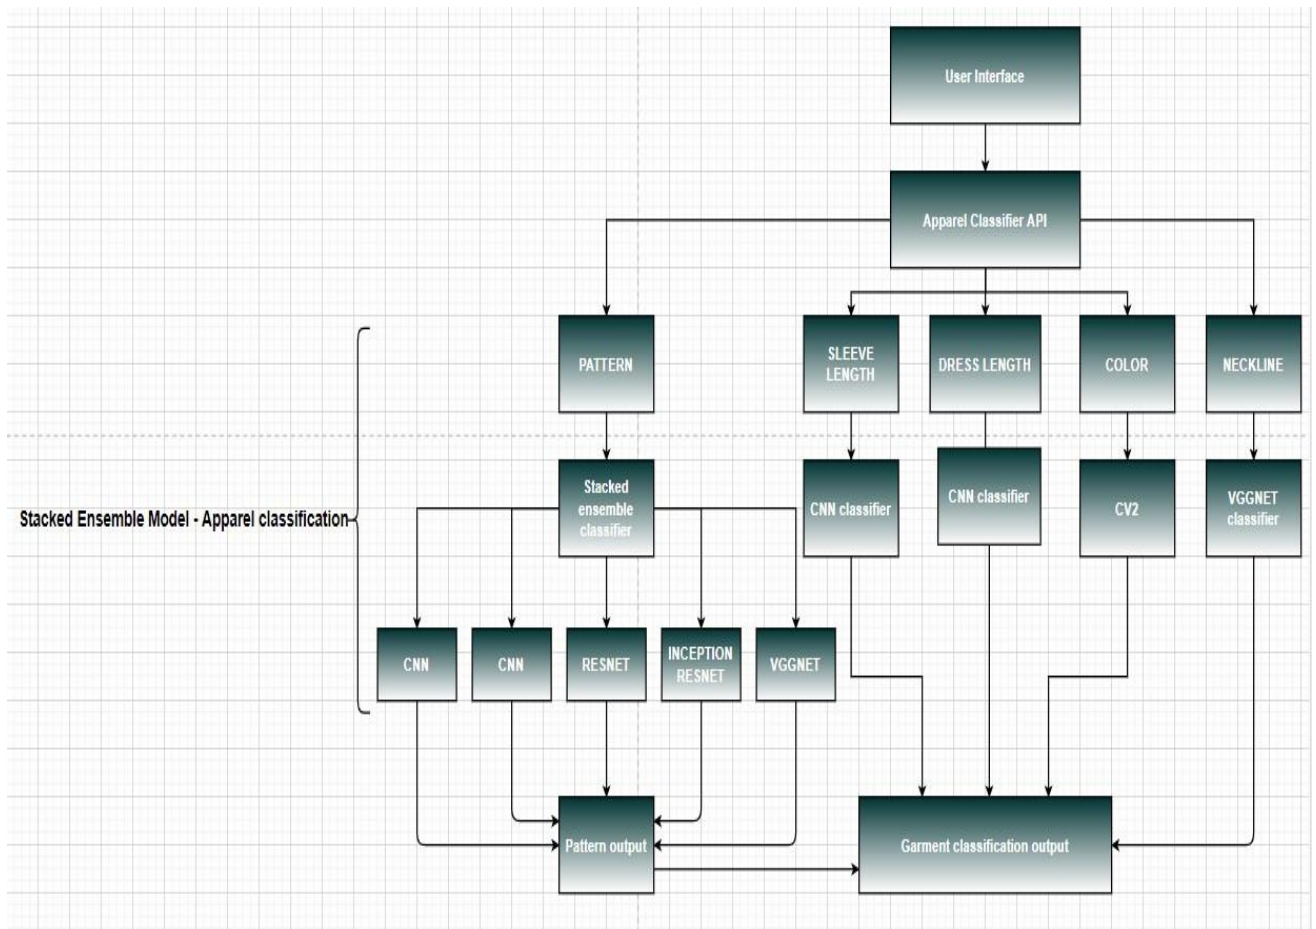 User Interface
Apparel Classifier API
PATTERN
SLEEVE
LENGTH
DRESS LENGTH
COLOR
NECKLINE
Stacked Ensemble Model - Apparel classification
Stacked
ensemble
classifier
CNN classifier
CNN classifier
CV2
VGGNET
classifier
CNN
CNN
RESNET
INCEPTION
RESNET
VGGNET
Pattern output
Garment classification output